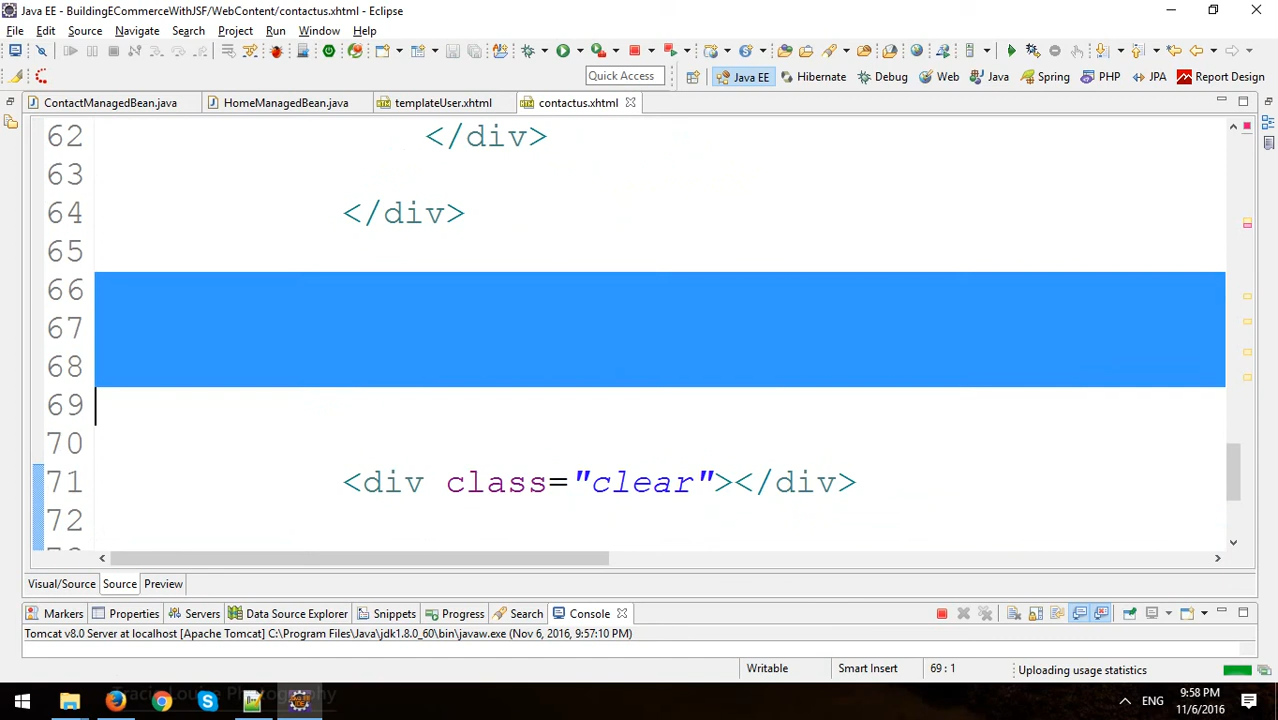 Java EE - BuildingECommerceWithJSF/WebContent/contactus.xhtml - Eclipse
File Edit Source Navigate Search Project Run Window Help
Quick Access Java EE Hibernate Debug Web Java Spring PHP JPA Report Design
ContactManagedBean.java HomeManagedBean.java templateUser.xhtml contactus.xhtml
62 </div>
63
64 </div>
65
66
67
68
69
70
71 <div class="clear"></div>
72
Visual/Source Source Preview
Markers Properties Servers Data Source Explorer Snippets Progress Search Console
Tomcat v8.0 Server at localhost [Apache Tomcat] C:\Program Files\Java\jdk1.8.0_60\bin\javaw.exe (Nov 6, 2016, 9:57:10 PM)
Writable Smart Insert 69 : 1 Uploading usage statistics
Tracie Louise Photography
ENG 9:58 PM
11/6/2016